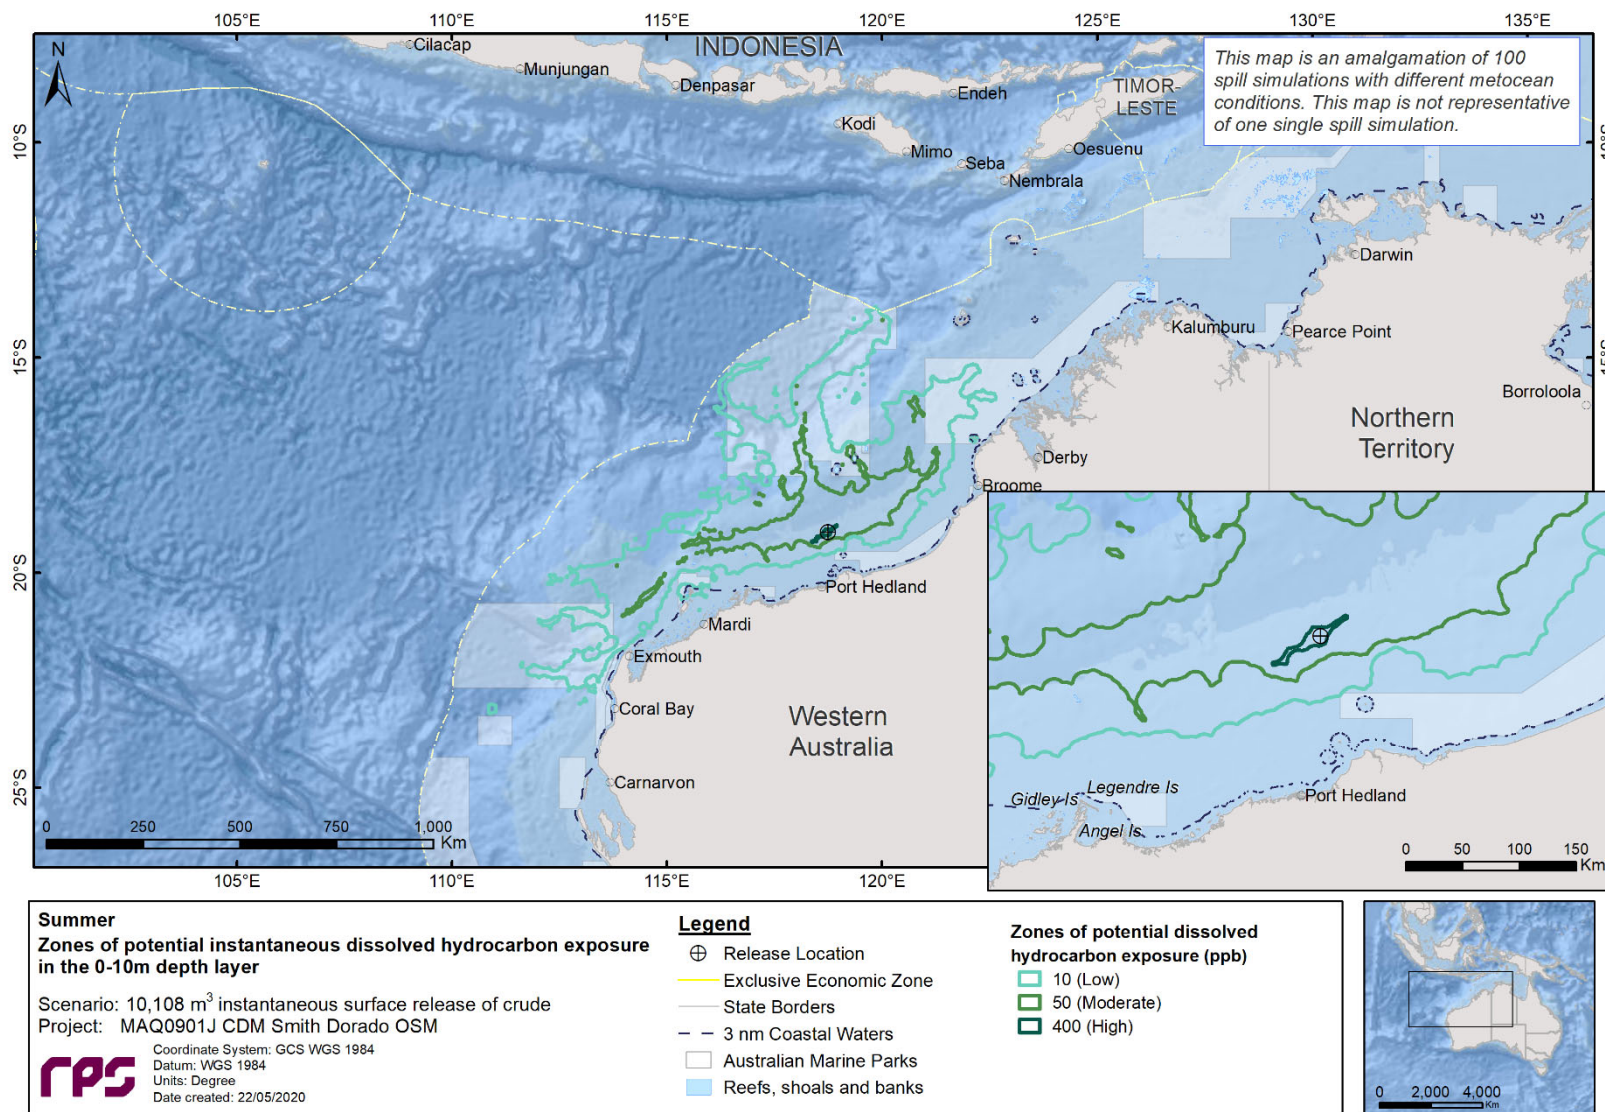 105°E 110°E 115°E 120°E 125°E 130°E 135°E
N
Cilacap
INDONESIA
Munjungan
Denpasar
Endeh
TIMOR-
LESTE
Kodi
Mimo
Seba
Oesuenu
Nembrala
This map is an amalgamation of 100
spill simulations with different metocean
conditions. This map is not representative
of one single spill simulation.
10°S
10°S
Darwin
Kalumburu
Pearce Point
15°S
15°S
Borroloola
Northern
Territory
Derby
Broome
20°S
Port Hedland
Mardi
Exmouth
Coral Bay
Western
Australia
Carnarvon
25°S
0 250 500 750 1,000
Km
Gidley Is
Legendre Is
Angel Is
Port Hedland
0 50 100 150
Km
105°E 110°E 115°E 120°E
Summer
Zones of potential instantaneous dissolved hydrocarbon exposure
in the 0-10m depth layer
Scenario: 10,108 m³ instantaneous surface release of crude
Project: MAQ0901J CDM Smith Dorado OSM
rps
Coordinate System: GCS WGS 1984
Datum: WGS 1984
Units: Degree
Date created: 22/05/2020
Legend
Release Location
Exclusive Economic Zone
State Borders
3 nm Coastal Waters
Australian Marine Parks
Reefs, shoals and banks
Zones of potential dissolved
hydrocarbon exposure (ppb)
10 (Low)
50 (Moderate)
400 (High)
0 2,000 4,000
Km